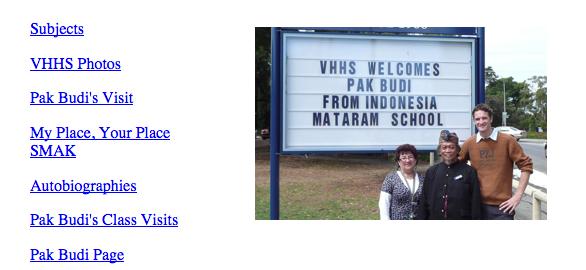 Subjects
VHHS Photos
Pak Budi's Visit
My Place, Your Place
SMAK
Autobiographies
Pak Budi's Class Visits
Pak Budi Page
VHHS WELCOMES
PAK BUDI
FROM INDONESIA
MATARAM SCHOOL